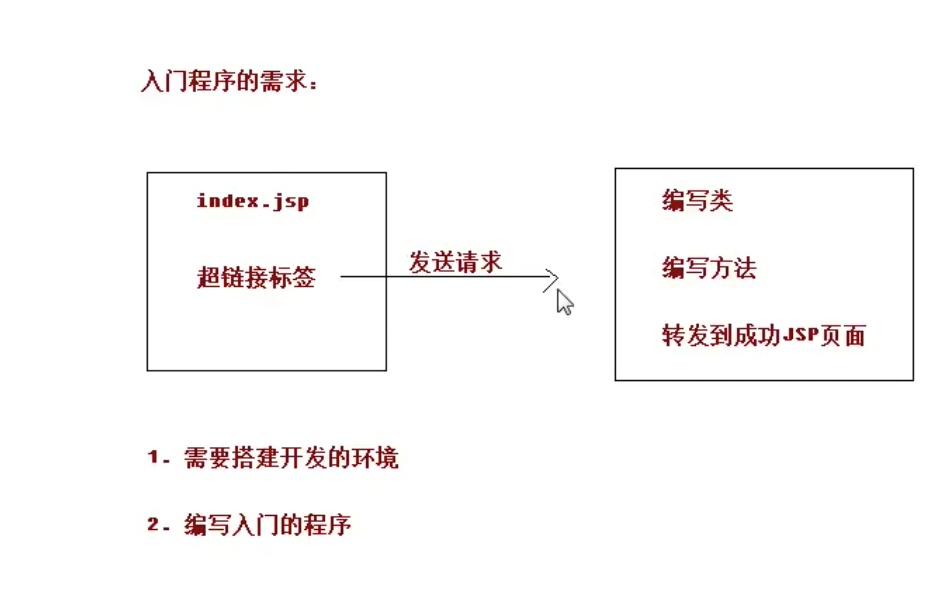 入门程序的需求：
index.jsp
超链接标签
发送请求
编写类
编写方法
转发到成功JSP页面
1. 需要搭建开发的环境
2. 编写入门的程序